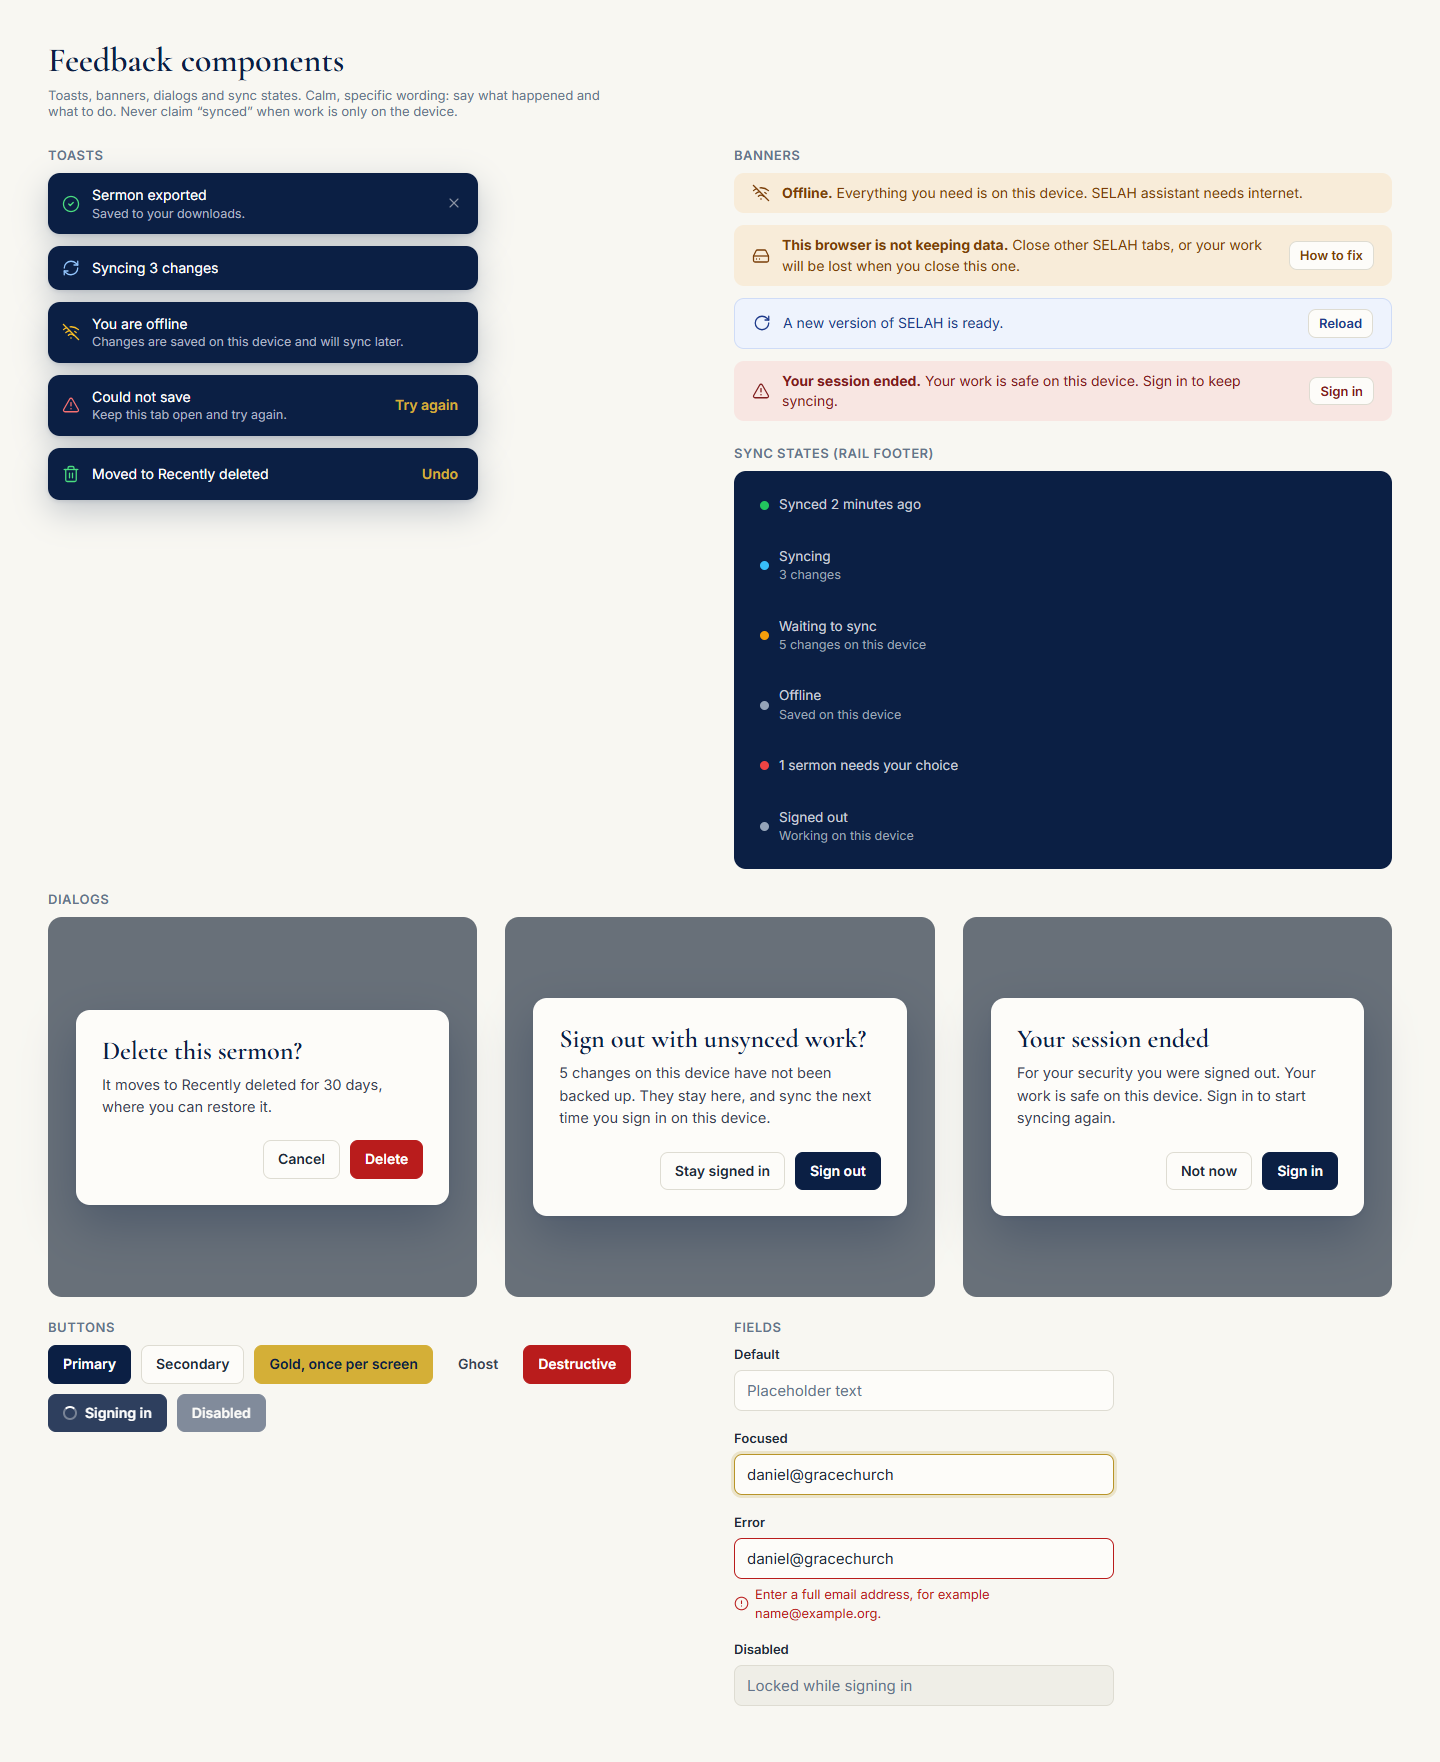 Feedback components
Toasts, banners, dialogs and sync states. Calm, specific wording: say what happened and
what to do. Never claim “synced” when work is only on the device.
TOASTS
Sermon exported
Saved to your downloads.
Syncing 3 changes
You are offline
Changes are saved on this device and will sync later.
Could not save
Keep this tab open and try again.
Try again
Moved to Recently deleted
Undo
BANNERS
Offline. Everything you need is on this device. SELAH assistant needs internet.
This browser is not keeping data. Close other SELAH tabs, or your work
will be lost when you close this one.
How to fix
A new version of SELAH is ready.
Reload
Your session ended. Your work is safe on this device. Sign in to keep
syncing.
Sign in
SYNC STATES (RAIL FOOTER)
Synced 2 minutes ago
Syncing
3 changes
Waiting to sync
5 changes on this device
Offline
Saved on this device
1 sermon needs your choice
Signed out
Working on this device
DIALOGS
Delete this sermon?
It moves to Recently deleted for 30 days,
where you can restore it.
Cancel
Delete
Sign out with unsynced work?
5 changes on this device have not been
backed up. They stay here, and sync the next
time you sign in on this device.
Stay signed in
Sign out
Your session ended
For your security you were signed out. Your
work is safe on this device. Sign in to start
syncing again.
Not now
Sign in
BUTTONS
Primary
Secondary
Gold, once per screen
Ghost
Destructive
Signing in
Disabled
FIELDS
Default
Placeholder text
Focused
daniel@gracechurch
Error
daniel@gracechurch
Enter a full email address, for example
name@example.org.
Disabled
Locked while signing in